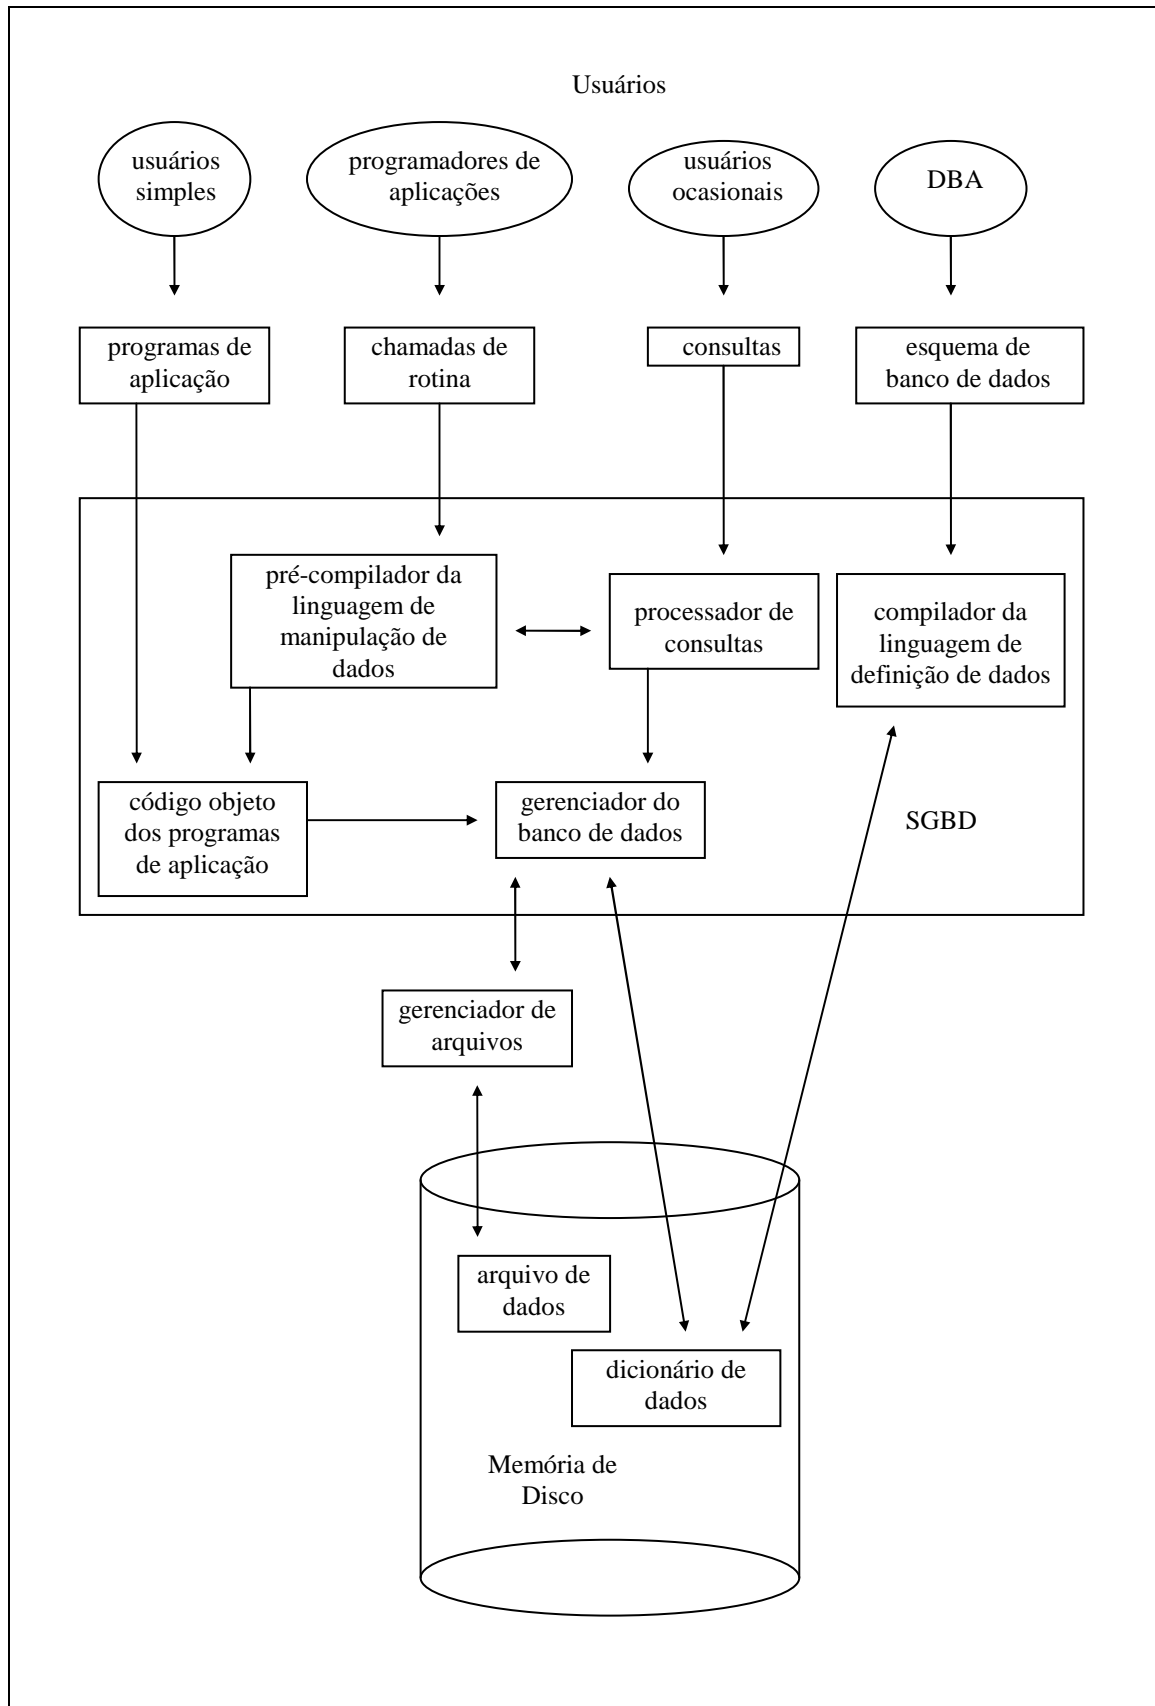 Usuários
usuários
simples
programadores de
aplicações
usuários
ocasionais
DBA
programas de
aplicação
chamadas de
rotina
consultas
esquema de
banco de dados
pré-compilador da
linguagem de
manipulação de
dados
processador de
consultas
compilador da
linguagem de
definição de dados
código objeto
dos programas
de aplicação
gerenciador do
banco de dados
SGBD
gerenciador de
arquivos
arquivo de
dados
dicionário de
dados
Memória de
Disco